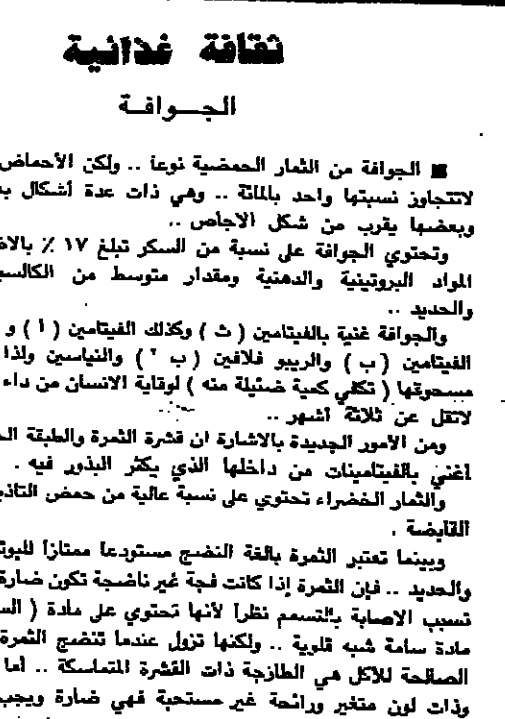 ثقافة غذائية
الجـــوافــة
■ الجوافة من الثمار الحمضية نوعا .. ولكن الأحماض
لاتتجاوز نسبتها واحد بالمائة .. وهي ذات عدة أشكال
وبعضها يقرب من شكل الاجاص ..
وتحتوي الجوافة على نسبة من السكر تبلغ ١٧ ٪
المواد البروتينية والدهنية ومقدار متوسط من
والحديد ..
والجوافة غنية بالفيتامين ( ث ) وكذلك الفيتامين ( أ ) و
الفيتامين ( ب ) والريبو فلافين ( ب ٢ ) والنياسين ولذا
مسحوقها ( تكفي كمية ضئيلة منه ) لوقاية الانسان من داء
لاتقل عن ثلاثة أشهر ..
ومن الأمور الجديدة بالاشارة ان قشرة الثمرة والطبقة
أغني بالفيتامينات من داخلها الذي يكثر البذور فيه .
والثمار الخضراء تحتوي على نسبة عالية من حمض
القابضة .
وبينما تعتبر الثمرة بالغة النضج مستودعا ممتازا
والحديد .. فإن الثمرة إذا كانت فجة غير ناضجة تكون ضارة
تسبب الاصابة بالتسمم نظرا لأنها تحتوي على مادة (
مادة سامة شبه قلوية .. ولكنها تزول عندما تنضج الثمرة
الصالحة للأكل هي الطازجة ذات القشرة المتماسكة .. أما
وذات لون متغير ورائحة غير مستحبة فهي ضارة ويجب